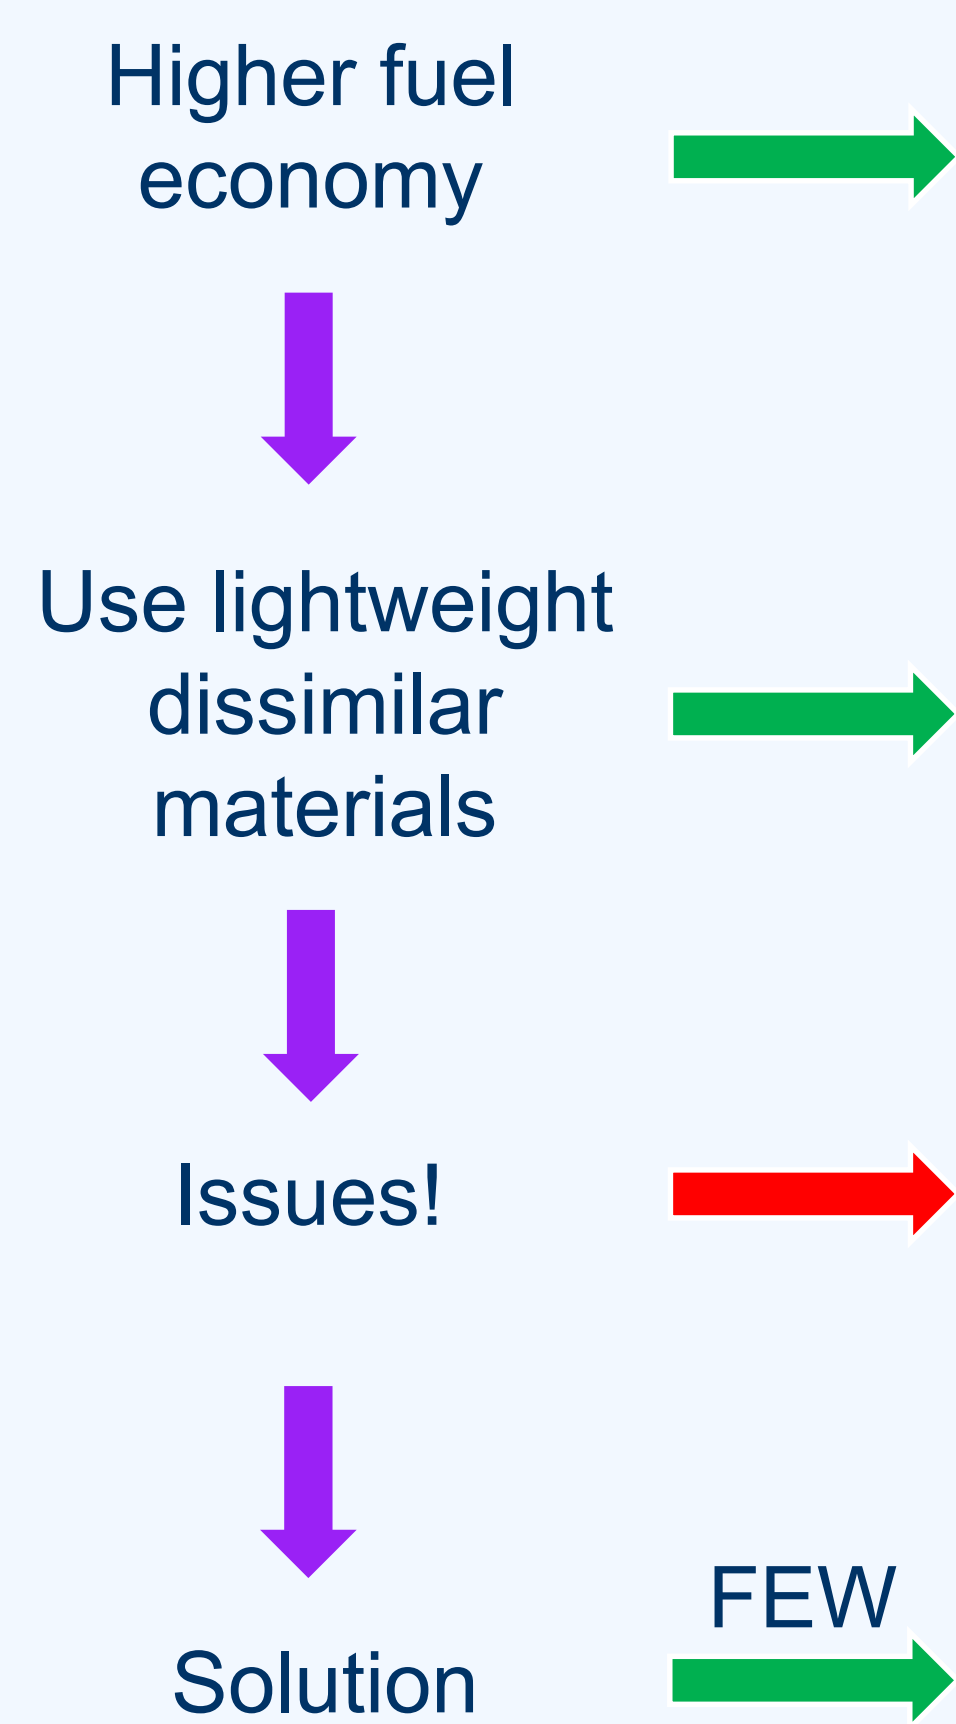 Higher fuel
economy
Use lightweight
dissimilar
materials
Issues!
FEW
Solution